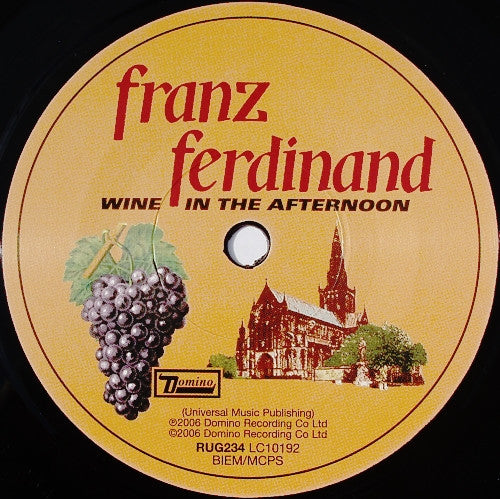 franz
ferdinand
WINE IN THE AFTERNOON
Domino
(Universal Music Publishing)
℗2006 Domino Recording Co Ltd
©2006 Domino Recording Co Ltd
RUG234 LC10192
BIEM/MCPS